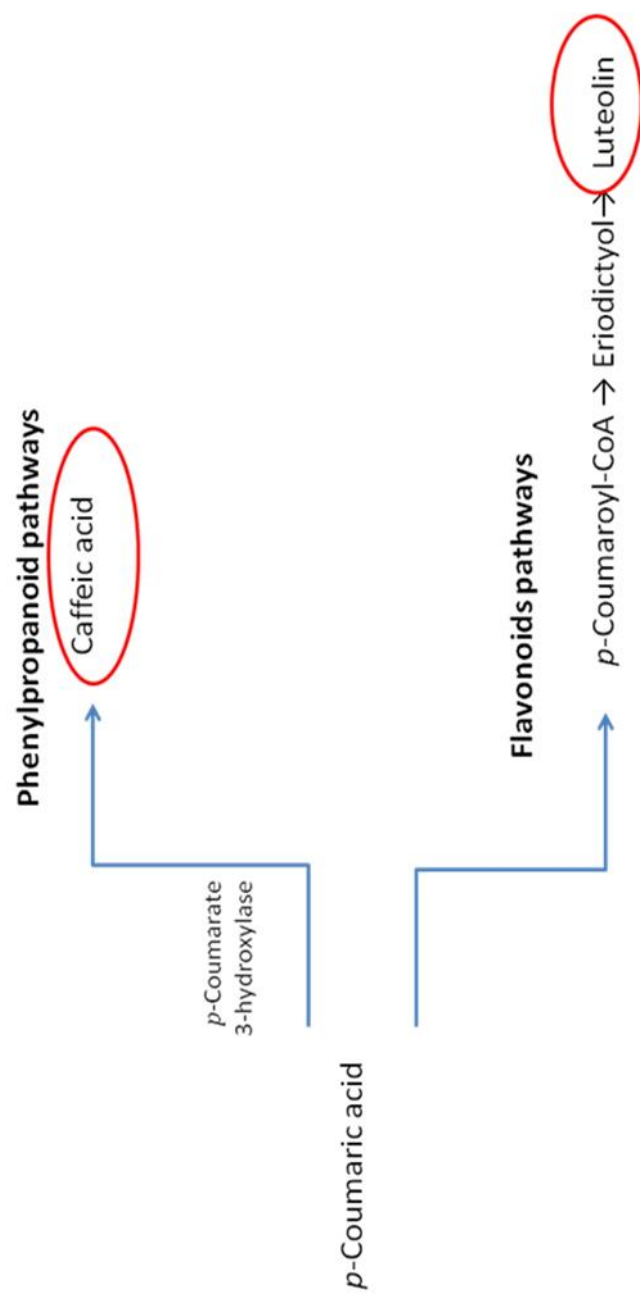 Phenylpropanoid pathways
Caffeic acid
p-Coumarate
3-hydroxylase
p-Coumaric acid
Flavonoids pathways
p-Coumaroyl-CoA → Eriodictyol→ Luteolin